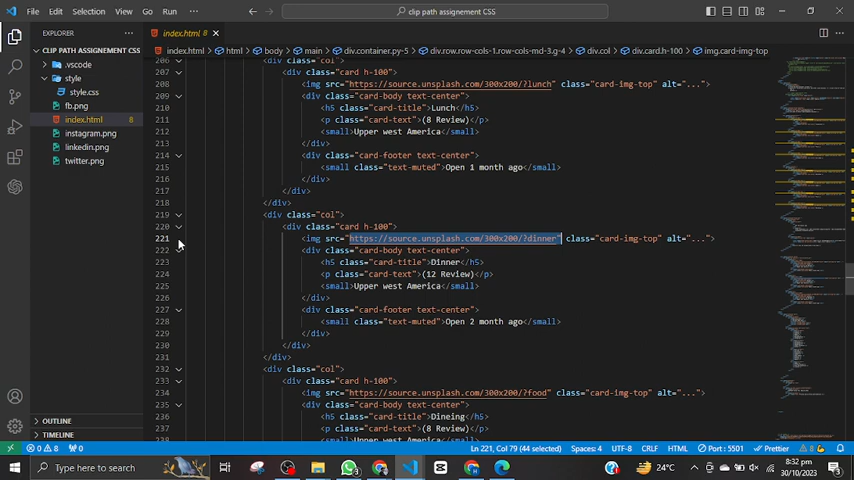 File Edit Selection View Go Run ··· clip path assignement CSS
EXPLORER ···
index.html 8
index.html > html > body > main > div.container.py-5 > div.row.row-cols-1.row-cols-md-3.g-4 > div.col > div.card.h-100 > img.card-img-top
CLIP PATH ASSIGNEMENT CSS
.vscode
style
style.css
fb.png
index.html 8
instagram.png
linkedin.png
twitter.png
OUTLINE
TIMELINE
206 <div class="col">
207 <div class="card h-100">
208 <img src="https://source.unsplash.com/300x200/?lunch" class="card-img-top" alt="...">
209 <div class="card-body text-center">
210 <h5 class="card-title">Lunch</h5>
211 <p class="card-text">(8 Review)</p>
212 <small>Upper west America</small>
213 </div>
214 <div class="card-footer text-center">
215 <small class="text-muted">Open 1 month ago</small>
216 </div>
217 </div>
218 </div>
219 <div class="col">
220 <div class="card h-100">
221 <img src="https://source.unsplash.com/300x200/?dinner" class="card-img-top" alt="...">
222 <div class="card-body text-center">
223 <h5 class="card-title">Dinner</h5>
224 <p class="card-text">(12 Review)</p>
225 <small>Upper west America</small>
226 </div>
227 <div class="card-footer text-center">
228 <small class="text-muted">Open 2 month ago</small>
229 </div>
230 </div>
231 </div>
232 <div class="col">
233 <div class="card h-100">
234 <img src="https://source.unsplash.com/300x200/?food" class="card-img-top" alt="...">
235 <div class="card-body text-center">
236 <h5 class="card-title">Dineing</h5>
237 <p class="card-text">(8 Review)</p>
238 <small>Upper west America</small>
0 8 0 Ln 221, Col 79 (44 selected) Spaces: 4 UTF-8 CRLF HTML Port : 5501 Prettier 8
Type here to search 3 24°C 8:32 pm
30/10/2023 3